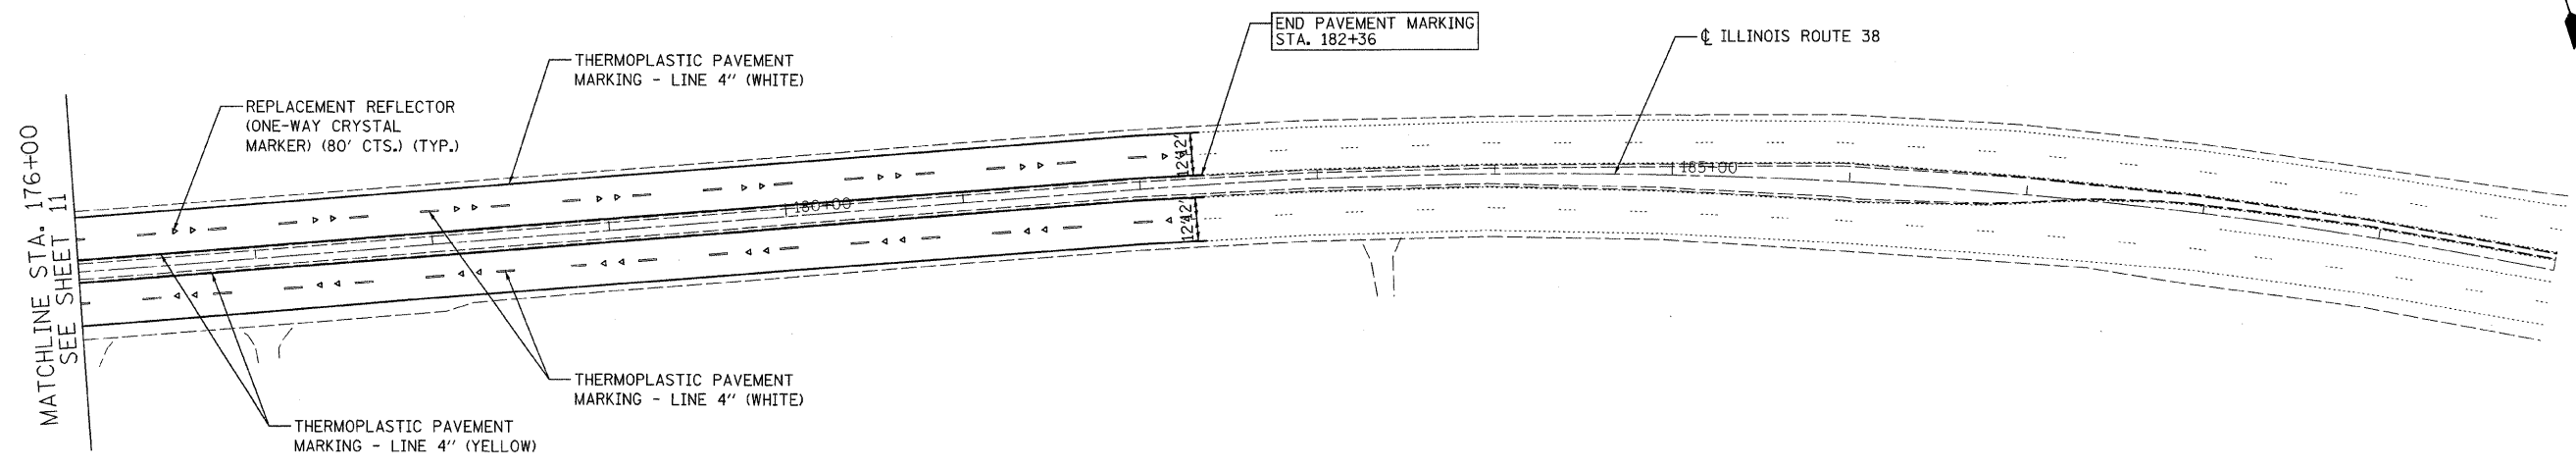 END PAVEMENT MARKING
STA. 182+36
℄ ILLINOIS ROUTE 38
THERMOPLASTIC PAVEMENT
MARKING - LINE 4" (WHITE)
REPLACEMENT REFLECTOR
(ONE-WAY CRYSTAL
MARKER) (80' CTS.) (TYP.)
MATCHLINE STA. 176+00
SEE SHEET 11
12'
12'
185+00
180+00
12'
12'
THERMOPLASTIC PAVEMENT
MARKING - LINE 4" (WHITE)
THERMOPLASTIC PAVEMENT
MARKING - LINE 4" (YELLOW)